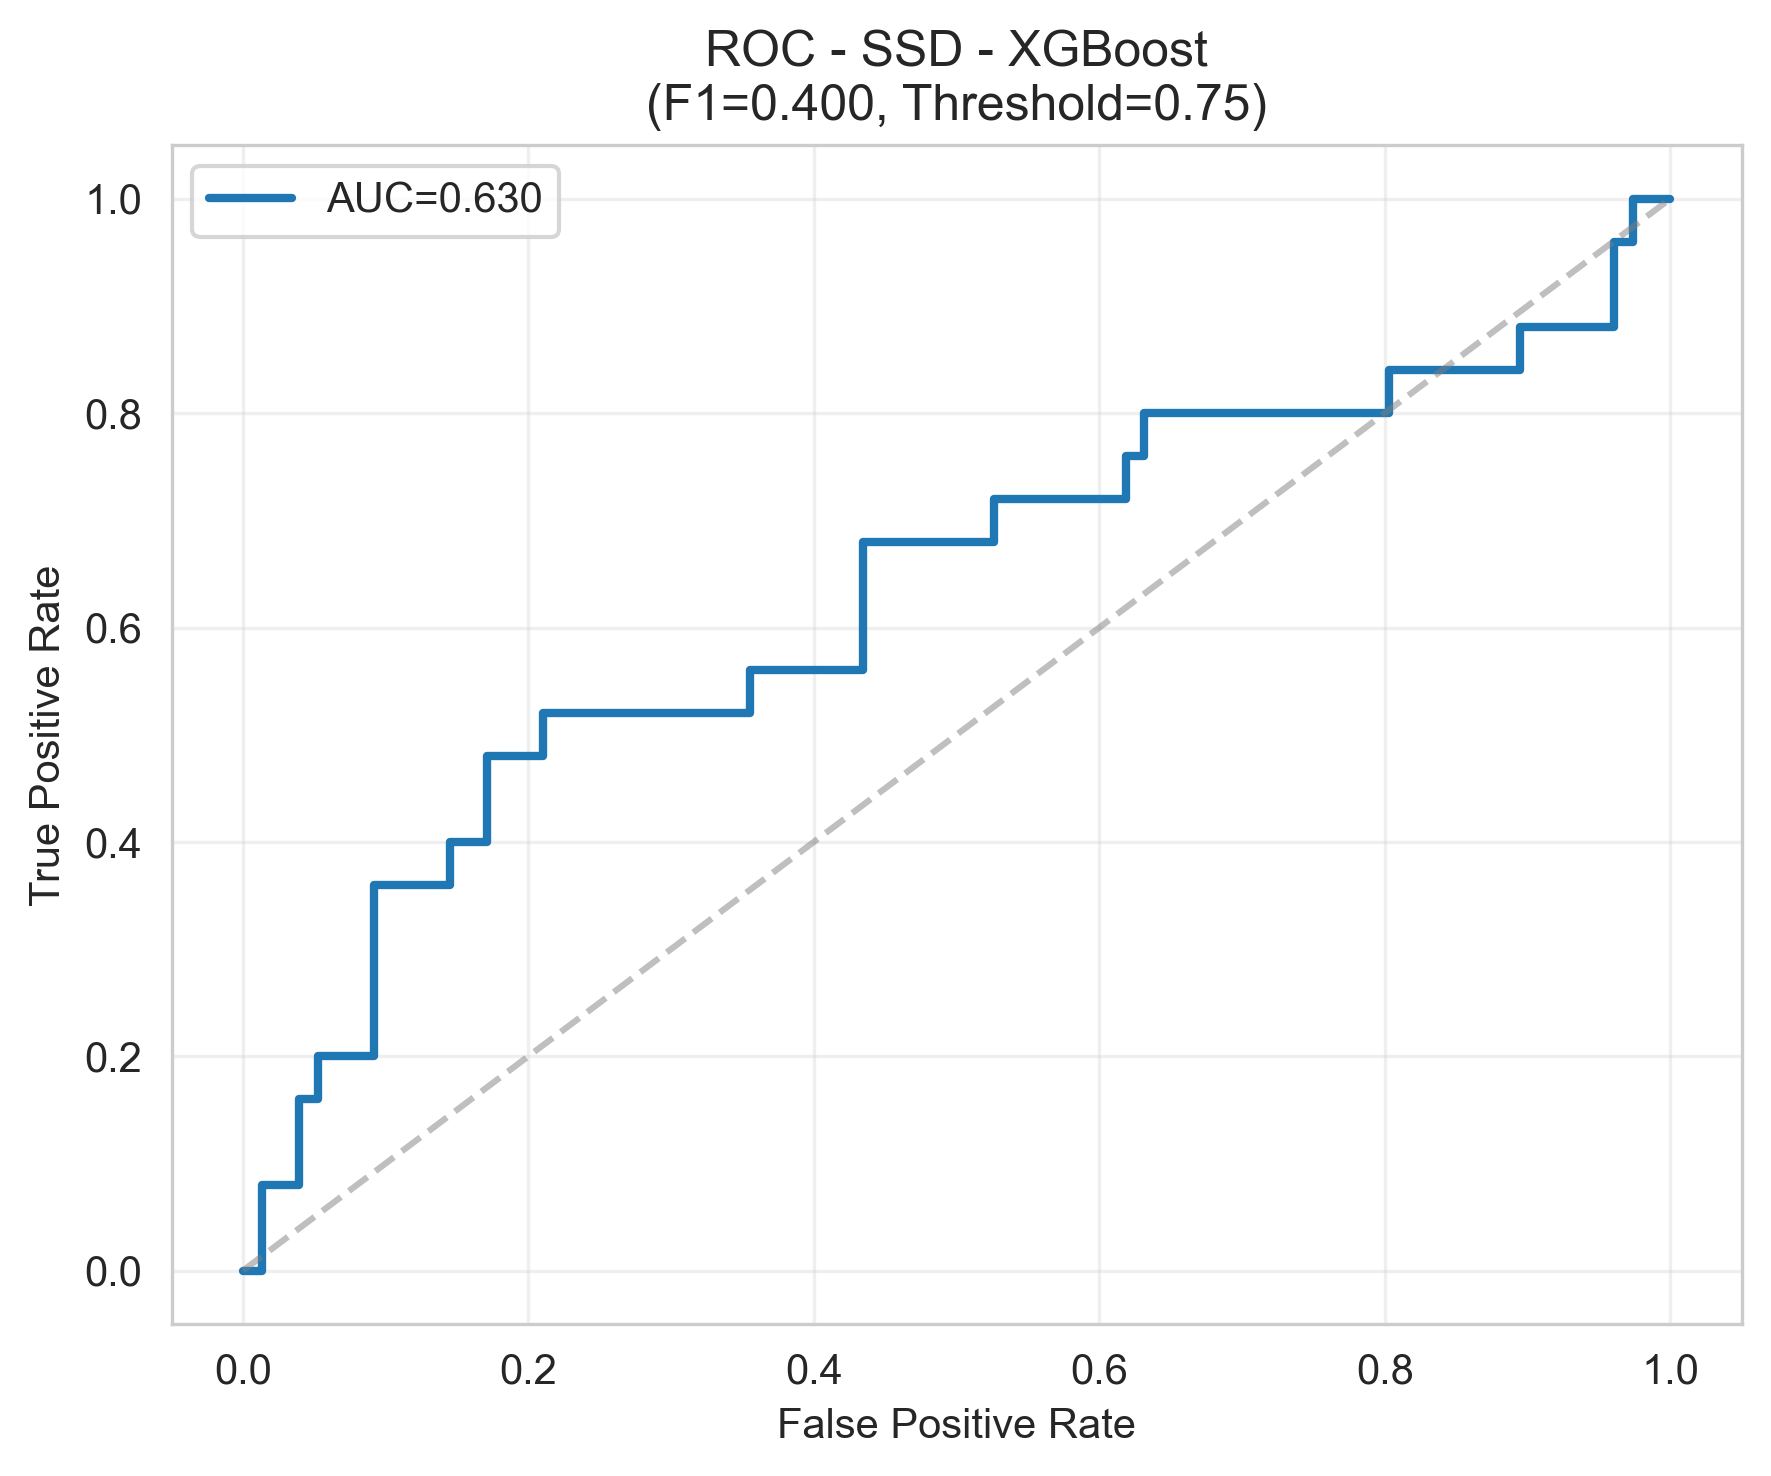 ROC - SSD - XGBoost
(F1=0.400, Threshold=0.75)
AUC=0.630
1.0
0.8
0.6
0.4
0.2
0.0
True Positive Rate
0.0 0.2 0.4 0.6 0.8 1.0
False Positive Rate